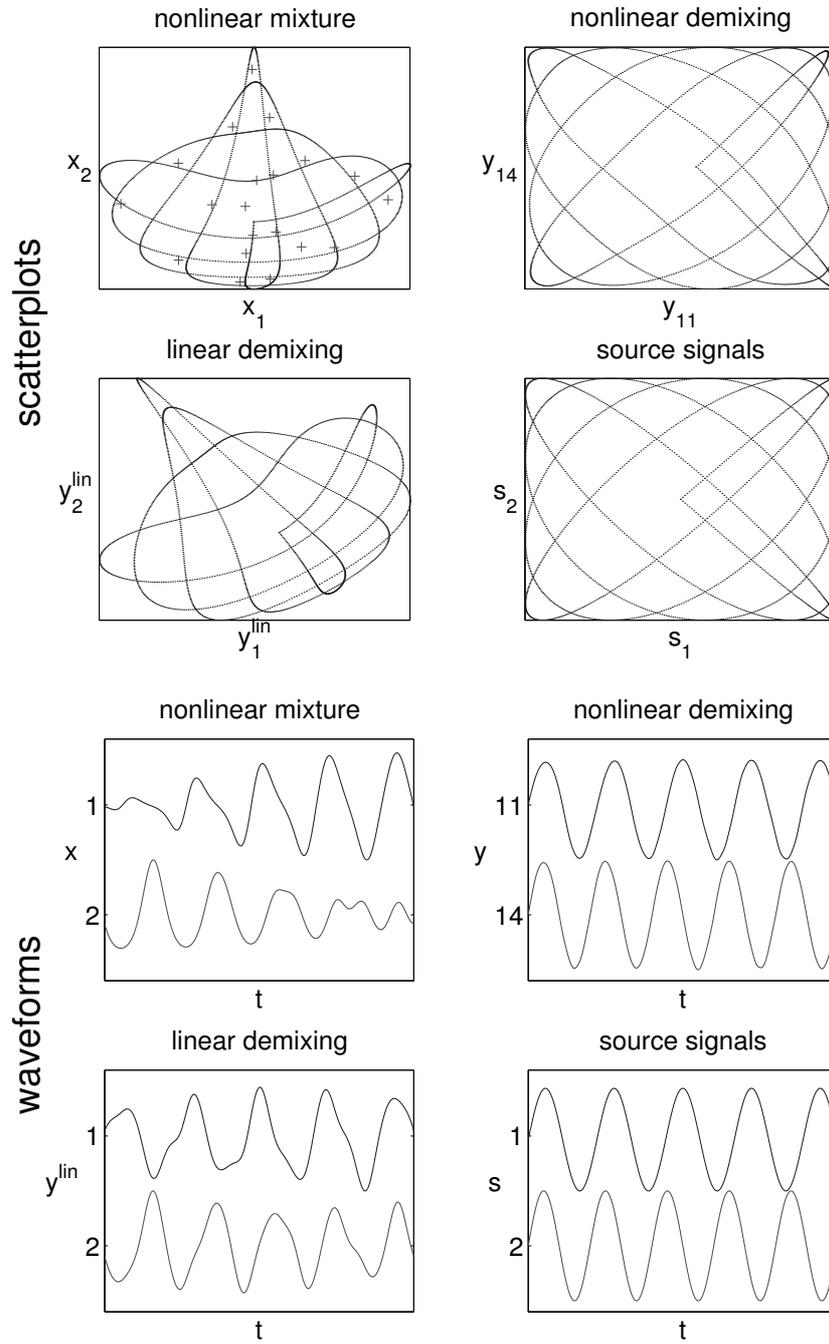 scatterplots
nonlinear mixture
x2
x1
nonlinear demixing
y14
y11
linear demixing
y2lin
y1lin
source signals
s2
s1
waveforms
nonlinear mixture
1
x
2
t
nonlinear demixing
11
y
14
t
linear demixing
1
ylin
2
t
source signals
1
s
2
t